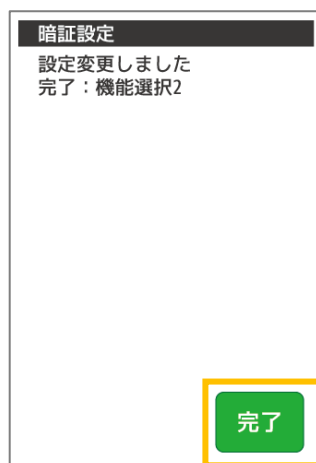 暗証設定
設定変更しました
完了：機能選択2
完了